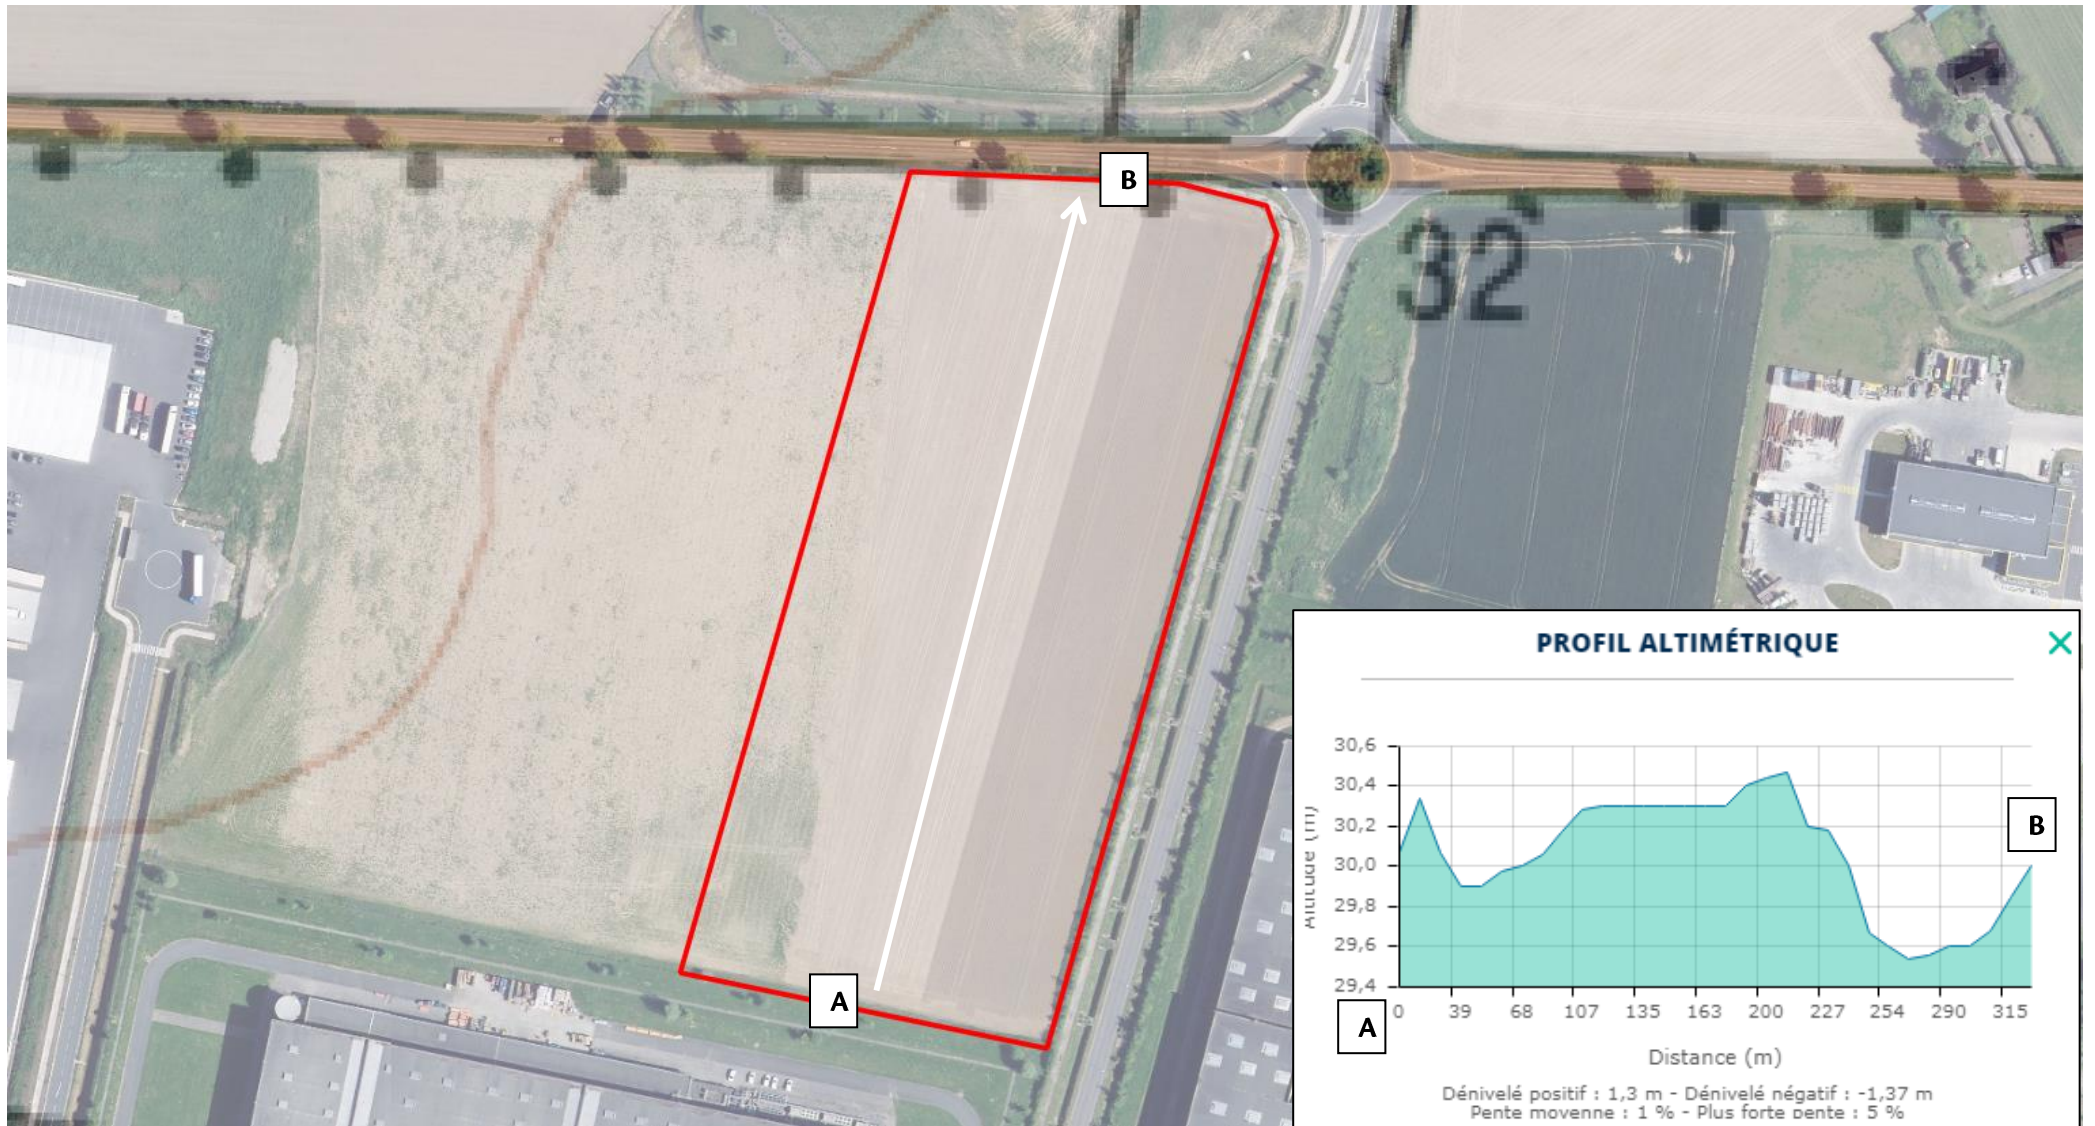 B
32
A
PROFIL ALTIMÉTRIQUE
30,6
30,4
30,2
30,0
29,8
29,6
29,4
Altitude (m)
B
A
0 39 68 107 135 163 200 227 254 290 315
Distance (m)
Dénivelé positif : 1,3 m - Dénivelé négatif : -1,37 m
Pente moyenne : 1 % - Plus forte pente : 5 %